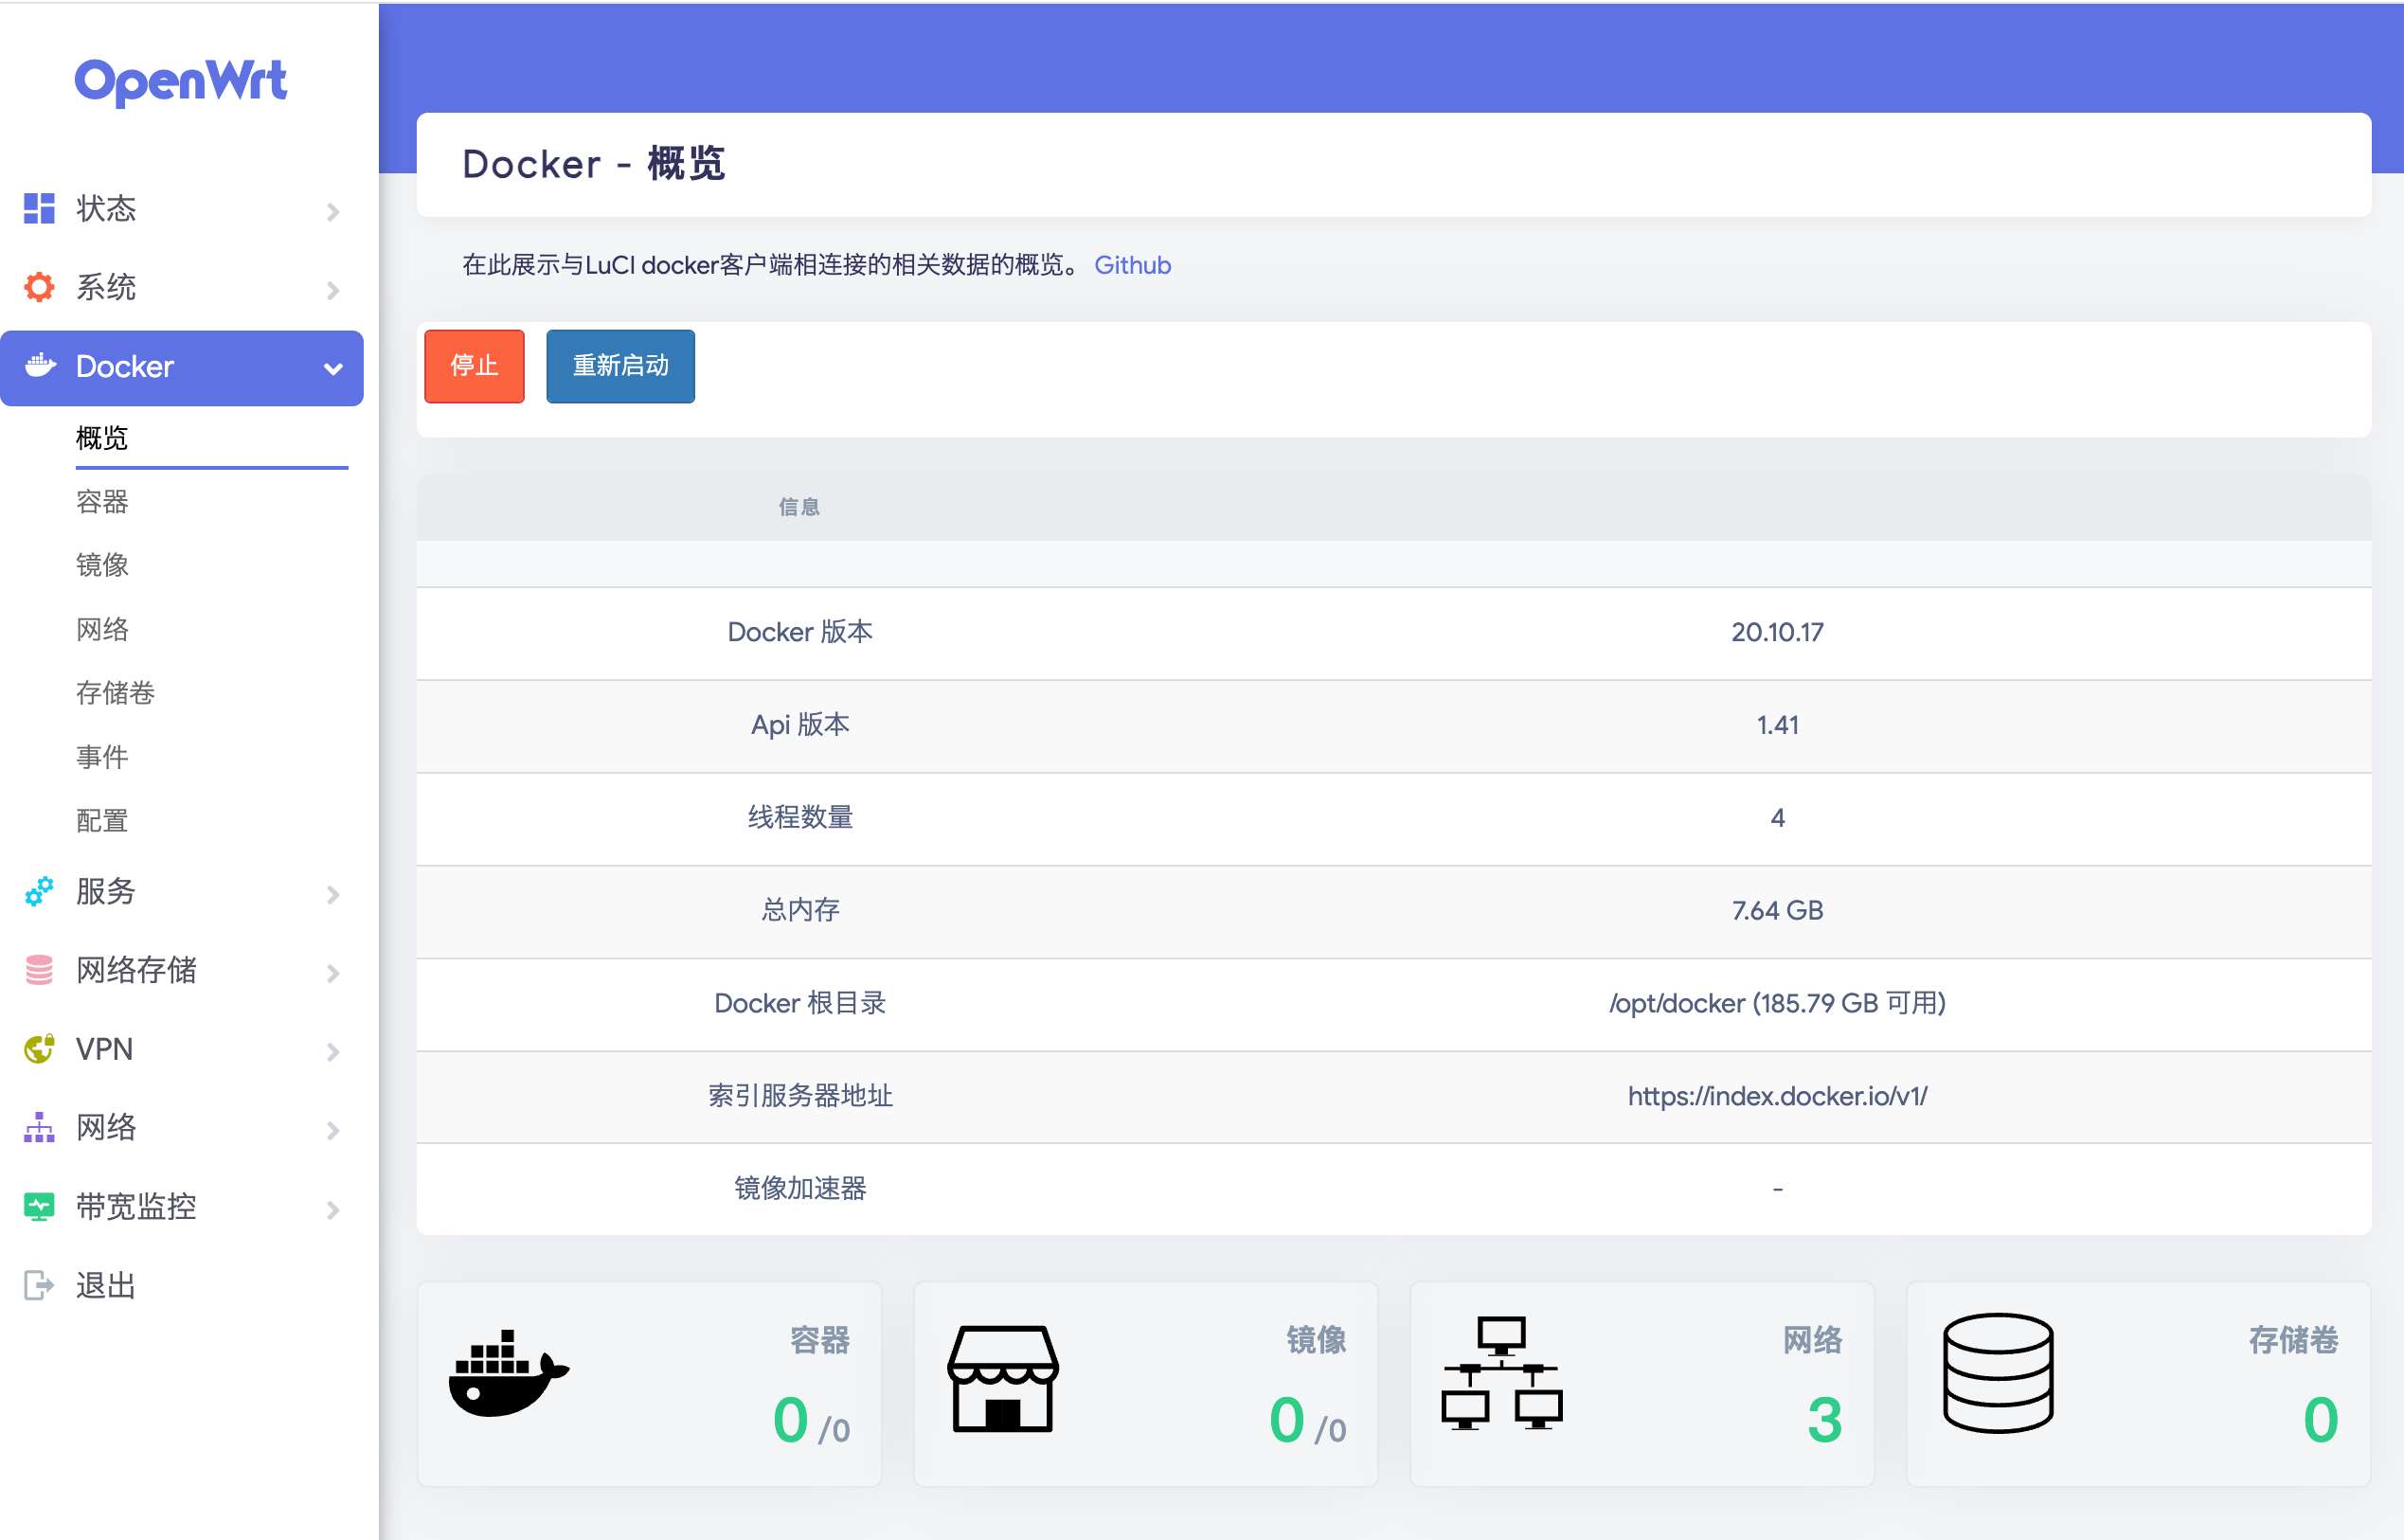 OpenWrt
状态
系统
Docker
概览
容器
镜像
网络
存储卷
事件
配置
服务
网络存储
VPN
网络
带宽监控
退出
Docker - 概览
在此展示与LuCI docker客户端相连接的相关数据的概览。 Github
停止 重新启动
信息
Docker 版本 20.10.17
Api 版本 1.41
线程数量 4
总内存 7.64 GB
Docker 根目录 /opt/docker (185.79 GB 可用)
索引服务器地址 https://index.docker.io/v1/
镜像加速器 -
容器
0 /0
镜像
0 /0
网络
3
存储卷
0